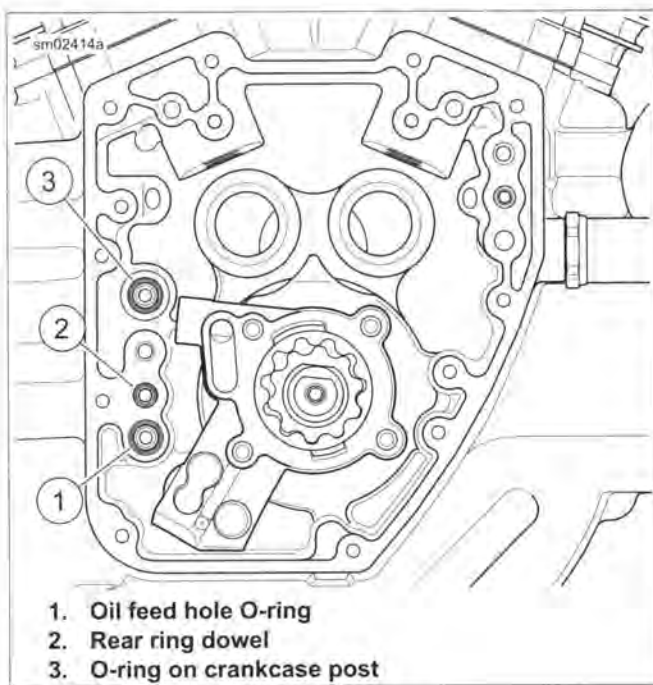 sm02414a
3
2
1
1. Oil feed hole O-ring
2. Rear ring dowel
3. O-ring on crankcase post